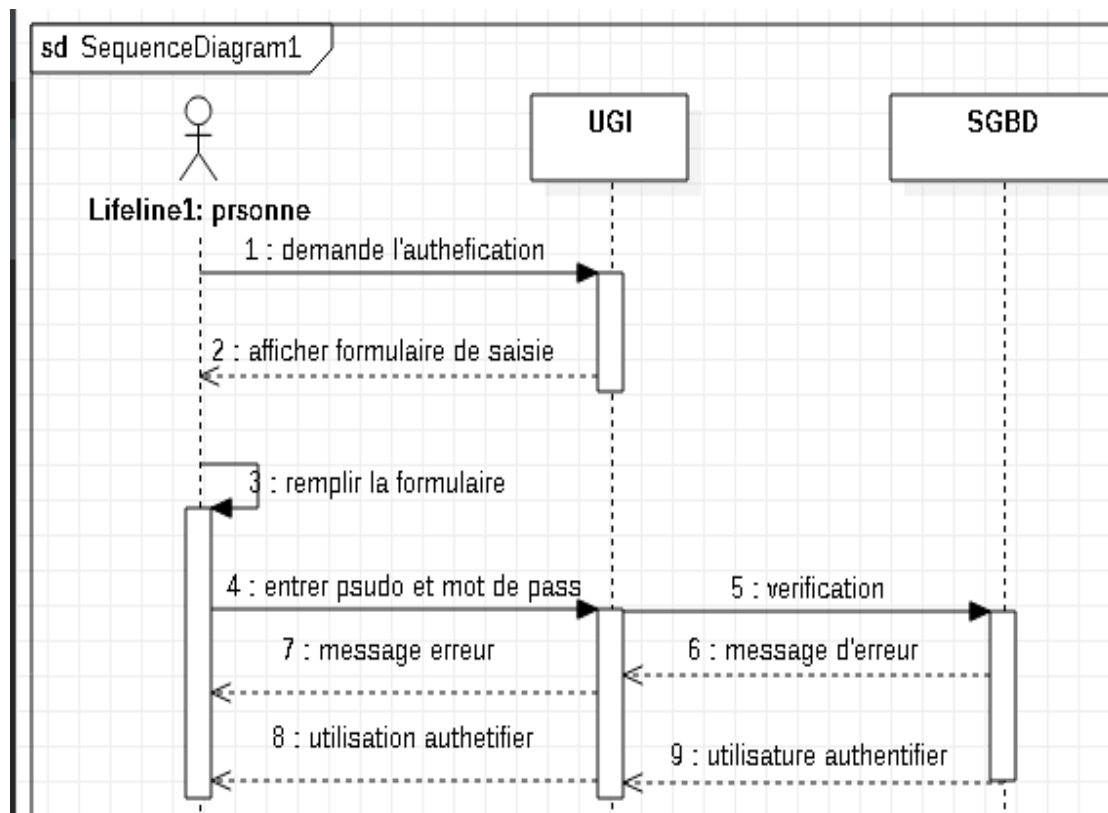 sd SequenceDiagram1
UGI
SGBD
Lifeline1: prsonne
1 : demande l'authefication
2 : afficher formulaire de saisie
3 : remplir la formulaire
4 : entrer psudo et mot de pass
5 : verification
7 : message erreur
6 : message d'erreur
8 : utilisation authetifier
9 : utilisature authentifier